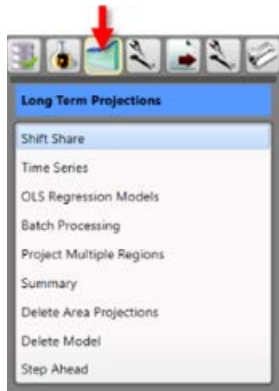 Long Term Projections
Shift Share
Time Series
OLS Regression Models
Batch Processing
Project Multiple Regions
Summary
Delete Area Projections
Delete Model
Step Ahead